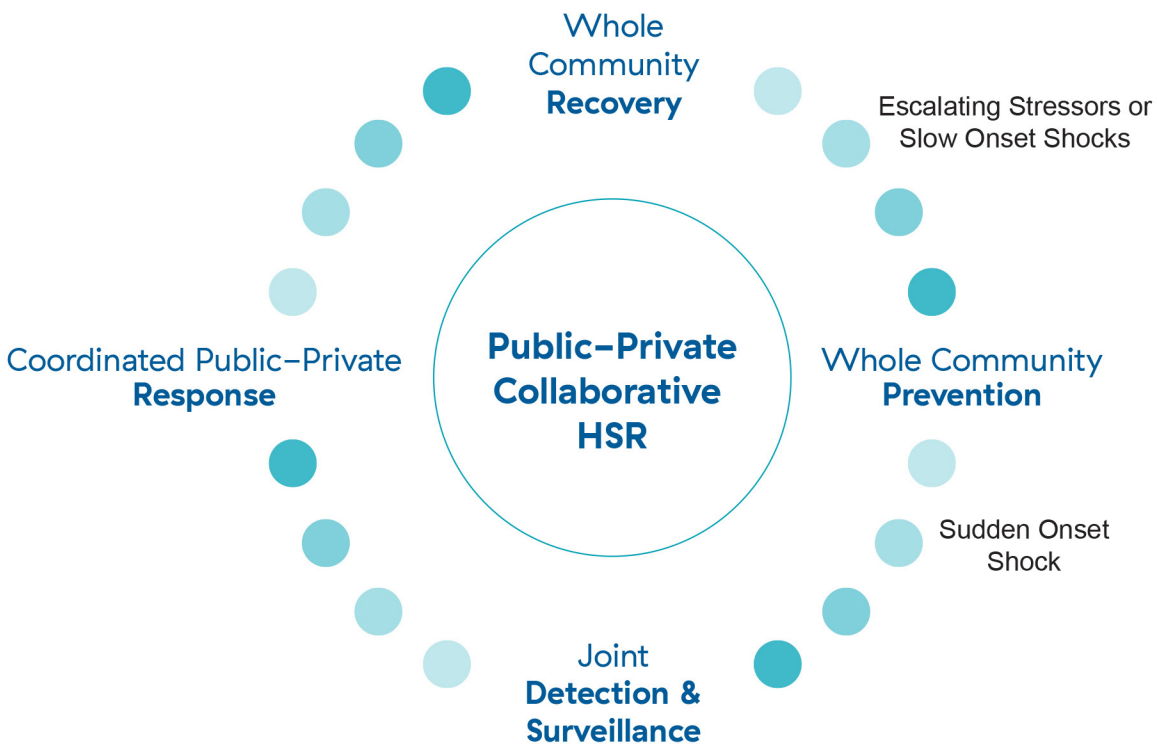 Whole
Community
Recovery
Escalating Stressors or
Slow Onset Shocks
Public–Private
Collaborative
HSR
Coordinated Public–Private
Response
Whole Community
Prevention
Sudden Onset
Shock
Joint
Detection &
Surveillance